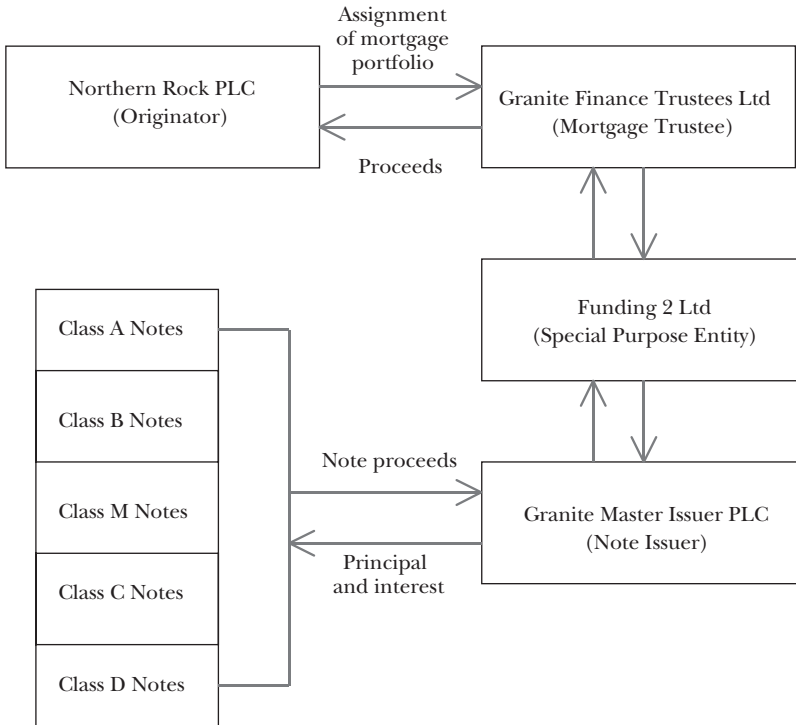 Assignment
of mortgage
portfolio
Northern Rock PLC
(Originator)
Granite Finance Trustees Ltd
(Mortgage Trustee)
Proceeds
Funding 2 Ltd
(Special Purpose Entity)
Class A Notes
Class B Notes
Class M Notes
Class C Notes
Class D Notes
Note proceeds
Granite Master Issuer PLC
(Note Issuer)
Principal
and interest